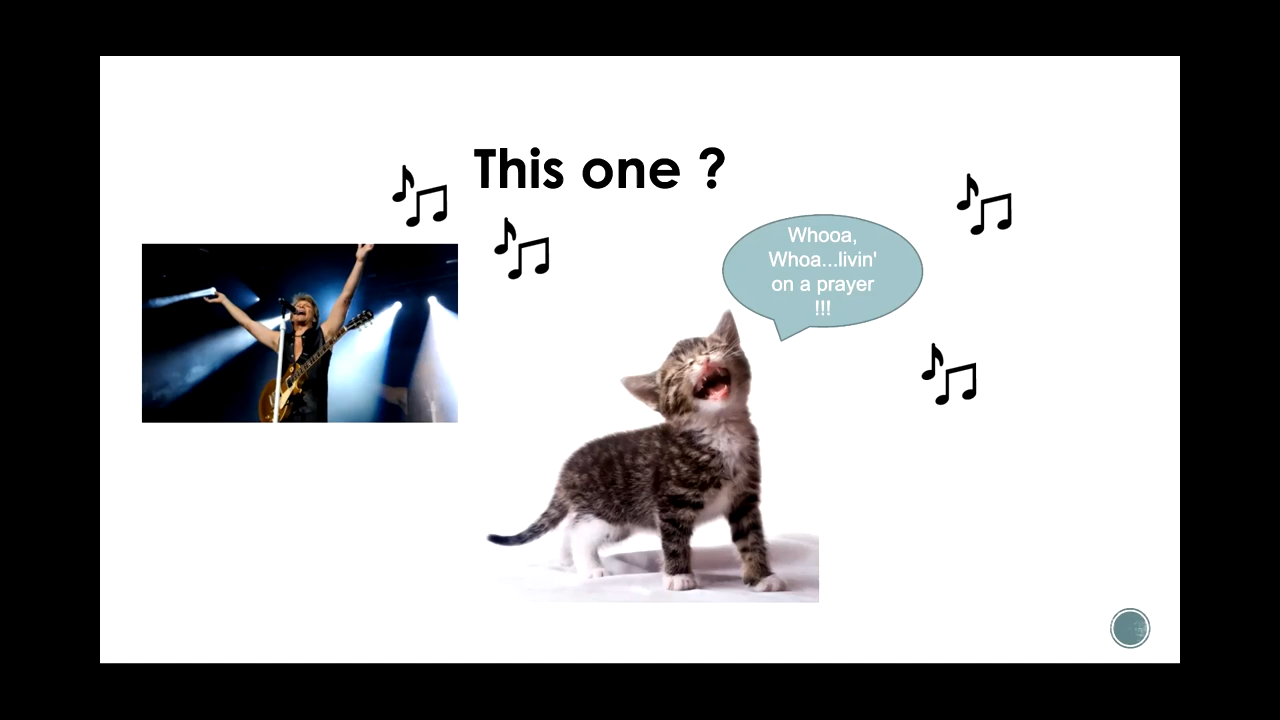 This one ?
Whooa,
Whoa...livin'
on a prayer
!!!